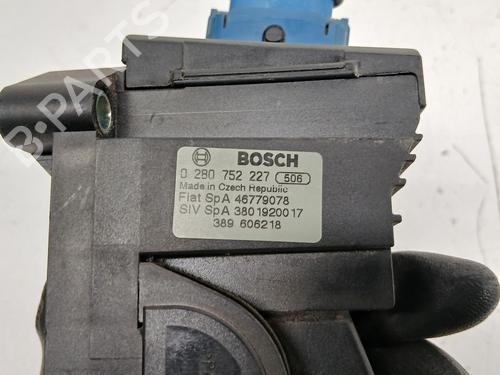 BOSCH
0 280 752 227 506
Made in Czech Republic
Fiat SpA 46779078
SIV SpA 3801920017
389 606218
B-PARTS